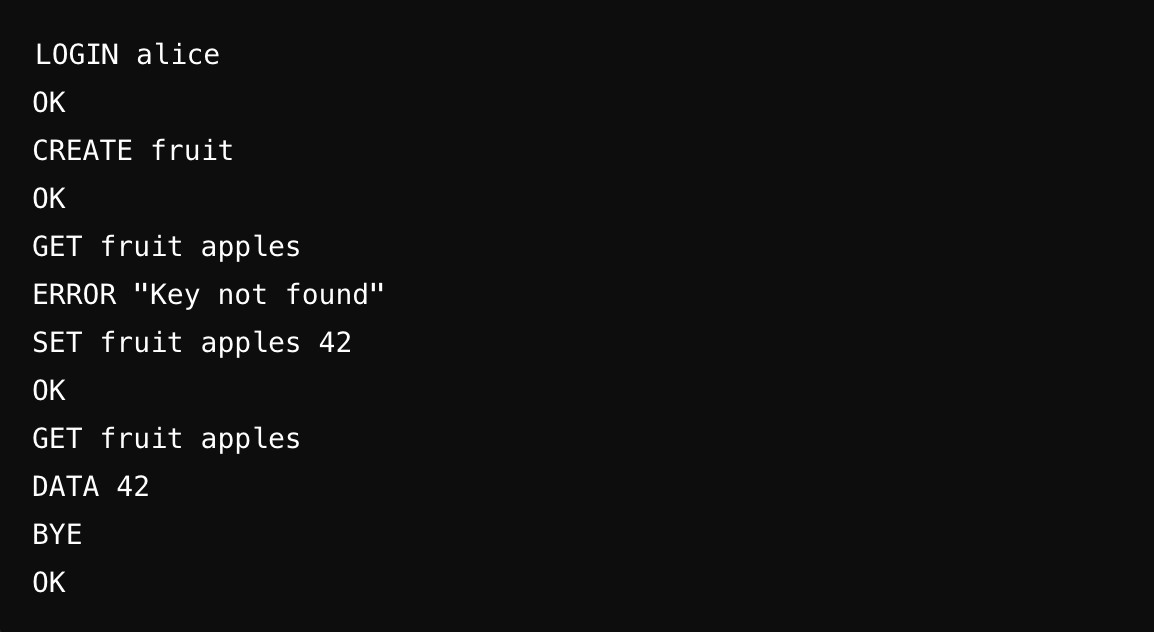 LOGIN alice
OK
CREATE fruit
OK
GET fruit apples
ERROR "Key not found"
SET fruit apples 42
OK
GET fruit apples
DATA 42
BYE
OK